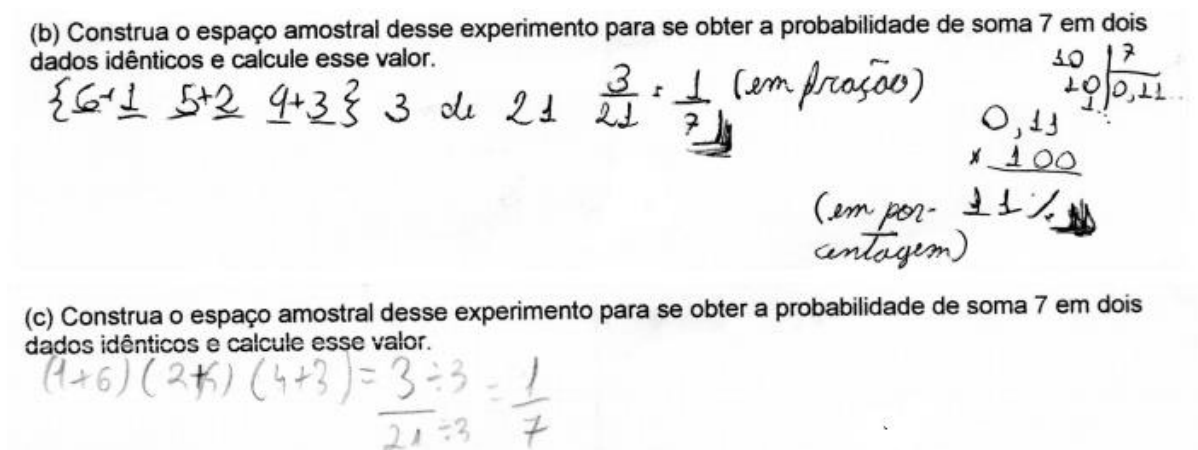 (b) Construa o espaço amostral desse experimento para se obter a probabilidade de soma 7 em dois
dados idênticos e calcule esse valor.
{6+1 5+2 4+3} 3 de 21 3/21 = 1/7 (em fração)
10 | 7
10 0,11...
1
0,11
x 100
11%
(em por-
centagem)
(c) Construa o espaço amostral desse experimento para se obter a probabilidade de soma 7 em dois
dados idênticos e calcule esse valor.
(1+6) (2+5) (4+3) = 3÷3/21÷3 = 1/7